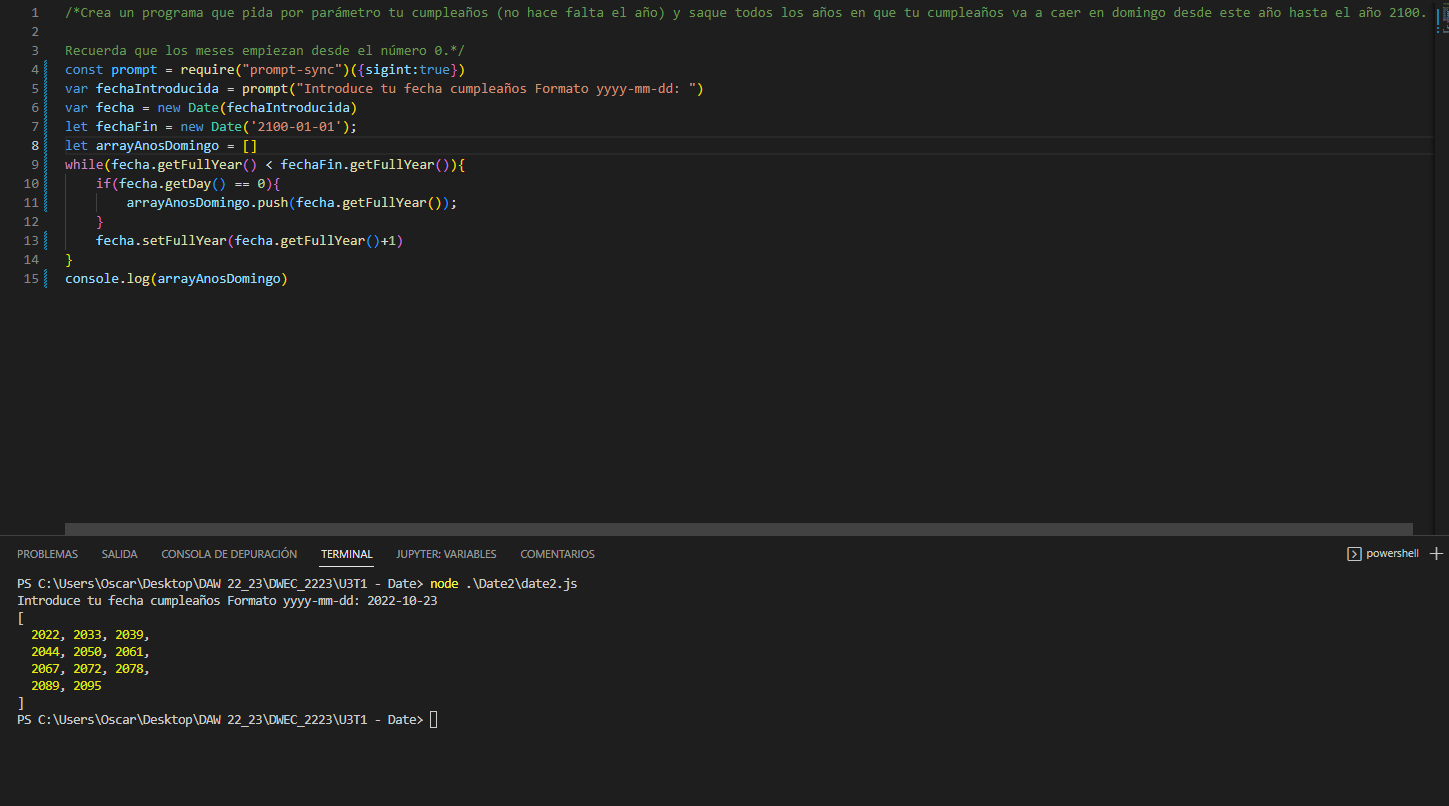 1 /*Crea un programa que pida por parámetro tu cumpleaños (no hace falta el año) y saque todos los años en que tu cumpleaños va a caer en domingo desde este año hasta el año 2100.
2
3 Recuerda que los meses empiezan desde el número 0.*/
4 const prompt = require("prompt-sync")({sigint:true})
5 var fechaIntroducida = prompt("Introduce tu fecha cumpleaños Formato yyyy-mm-dd: ")
6 var fecha = new Date(fechaIntroducida)
7 let fechaFin = new Date('2100-01-01');
8 let arrayAnosDomingo = []
9 while(fecha.getFullYear() < fechaFin.getFullYear()){
10 if(fecha.getDay() == 0){
11 arrayAnosDomingo.push(fecha.getFullYear());
12 }
13 fecha.setFullYear(fecha.getFullYear()+1)
14 }
15 console.log(arrayAnosDomingo)
PROBLEMAS SALIDA CONSOLA DE DEPURACIÓN TERMINAL JUPYTER: VARIABLES COMENTARIOS powershell
PS C:\Users\Oscar\Desktop\DAW 22_23\DWEC_2223\U3T1 - Date> node .\Date2\date2.js
Introduce tu fecha cumpleaños Formato yyyy-mm-dd: 2022-10-23
[
2022, 2033, 2039,
2044, 2050, 2061,
2067, 2072, 2078,
2089, 2095
]
PS C:\Users\Oscar\Desktop\DAW 22_23\DWEC_2223\U3T1 - Date>